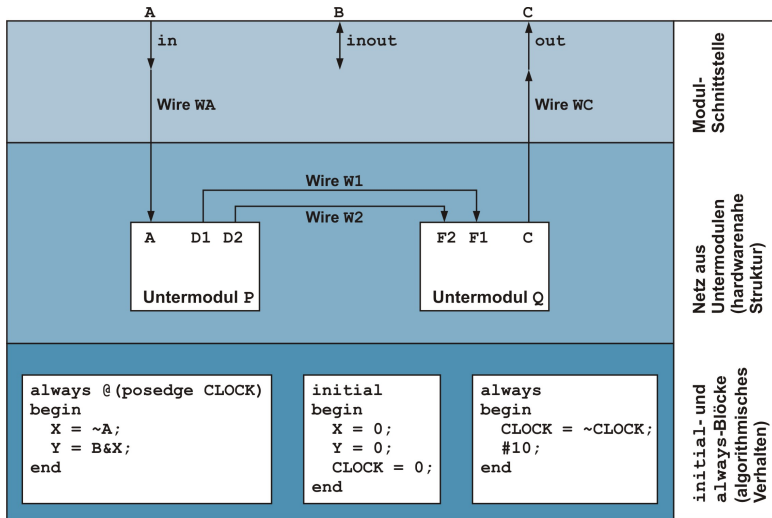 A B C
in inout out
Wire WA Wire WC
Modul-
Schnittstelle
Wire W1
Wire W2
A D1 D2 F2 F1 C
Untermodul P Untermodul Q
Netz aus
Untermodulen
(hardwarenahe
Struktur)
always @(posedge CLOCK)
begin
X = ~A;
Y = B&X;
end
initial
begin
X = 0;
Y = 0;
CLOCK = 0;
end
always
begin
CLOCK = ~CLOCK;
#10;
end
initial- und
always-Blöcke
(algorithmisches
Verhalten)